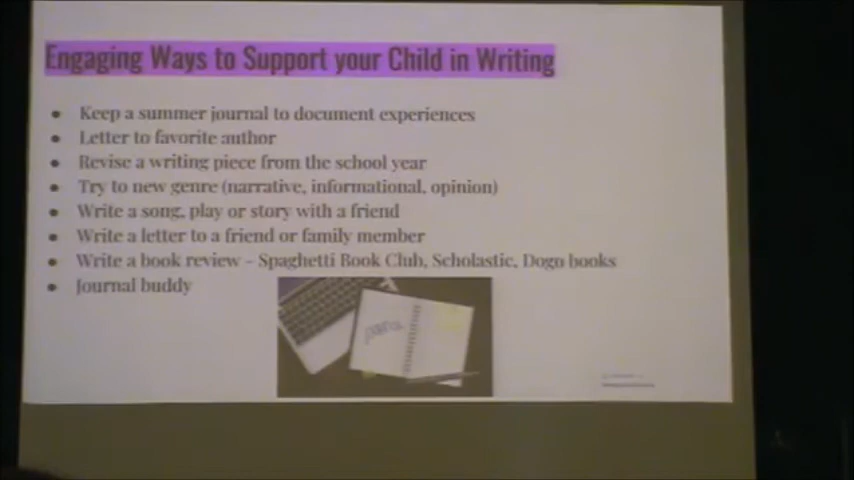 Engaging Ways to Support your Child in Writing
● Keep a summer journal to document experiences
● Letter to favorite author
● Revise a writing piece from the school year
● Try to new genre (narrative, informational, opinion)
● Write a song, play or story with a friend
● Write a letter to a friend or family member
● Write a book review – Spaghetti Book Club, Scholastic, Dogo books
● Journal buddy